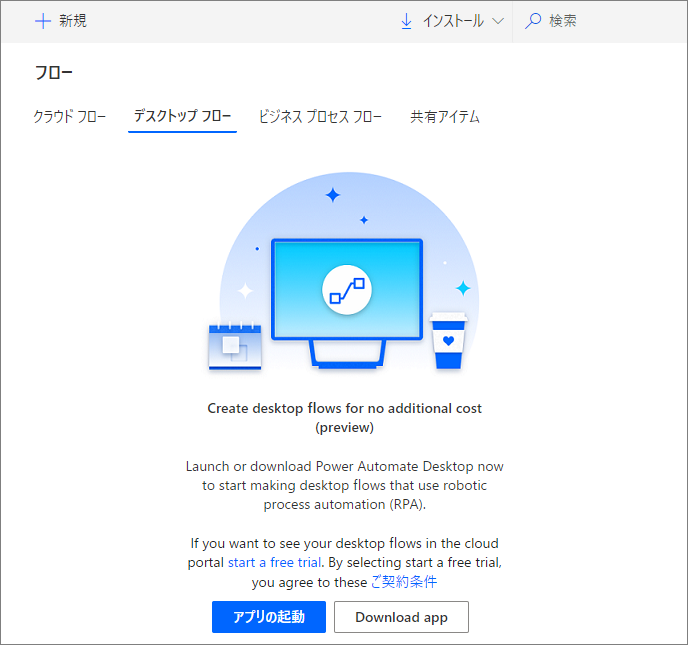 新規
インストール
検索
フロー
クラウド フロー
デスクトップ フロー
ビジネス プロセス フロー
共有アイテム
Create desktop flows for no additional cost
(preview)
Launch or download Power Automate Desktop now
to start making desktop flows that use robotic
process automation (RPA).
If you want to see your desktop flows in the cloud
portal start a free trial. By selecting start a free trial,
you agree to these ご契約条件
アプリの起動
Download app